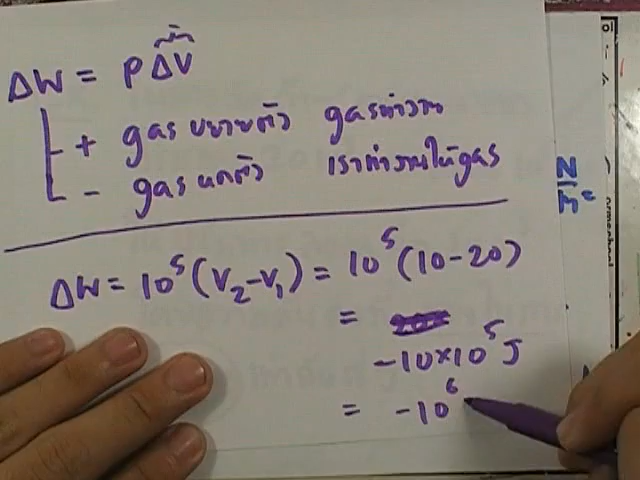 ΔW = PΔV
+ gas ขยายตัว gasทำงาน
- gas หดตัว เราทำงานให้gas
ΔW = 10⁵(V₂-V₁) = 10⁵(10-20)
=
-10×10⁵ J
= -10⁶
N/m² =